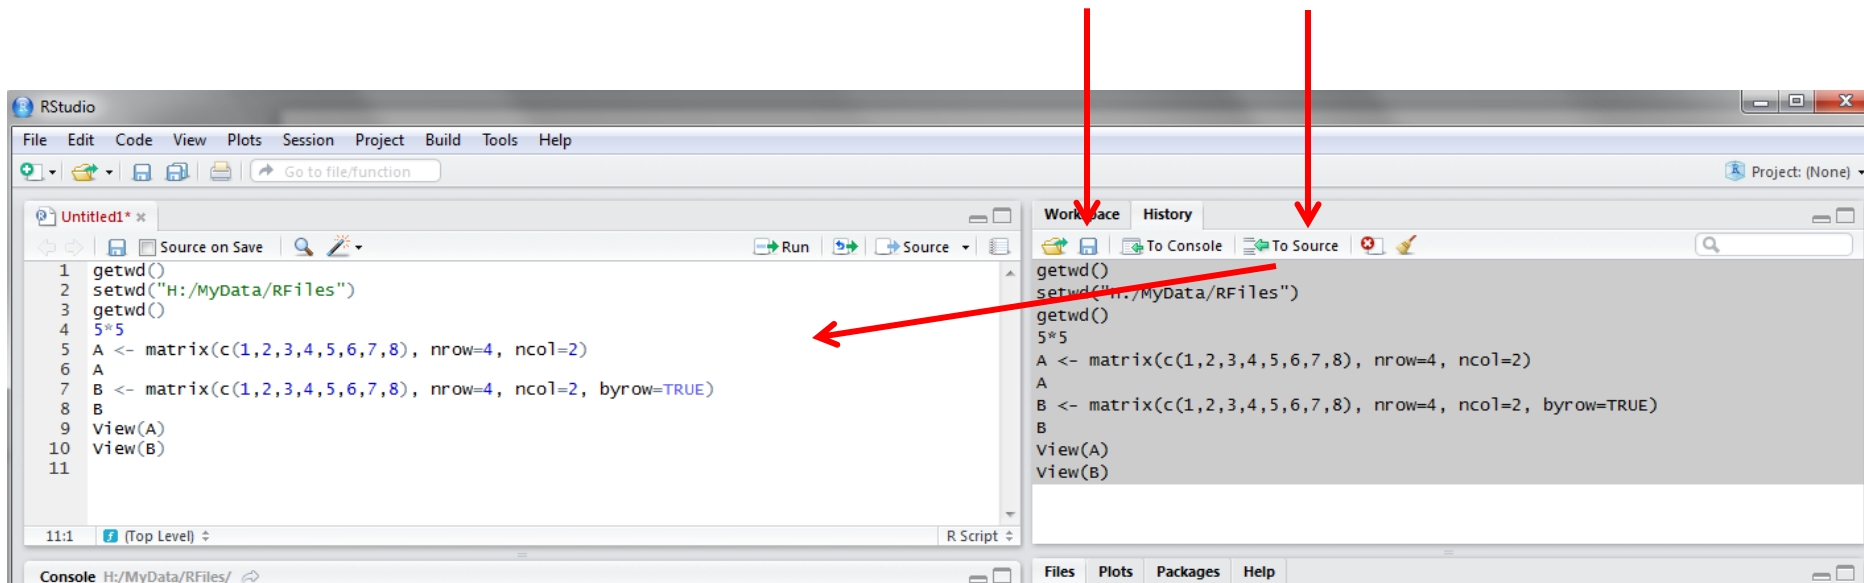 RStudio
File Edit Code View Plots Session Project Build Tools Help
Go to file/function
Project: (None)
Untitled1*
Source on Save
Run
Source
1 getwd()
2 setwd("H:/MyData/RFiles")
3 getwd()
4 5*5
5 A <- matrix(c(1,2,3,4,5,6,7,8), nrow=4, ncol=2)
6 A
7 B <- matrix(c(1,2,3,4,5,6,7,8), nrow=4, ncol=2, byrow=TRUE)
8 B
9 View(A)
10 View(B)
11
11:1 (Top Level) R Script
Console H:/MyData/RFiles/
Workspace History
To Console To Source
getwd()
setwd("H:/MyData/RFiles")
getwd()
5*5
A <- matrix(c(1,2,3,4,5,6,7,8), nrow=4, ncol=2)
A
B <- matrix(c(1,2,3,4,5,6,7,8), nrow=4, ncol=2, byrow=TRUE)
B
View(A)
View(B)
Files Plots Packages Help